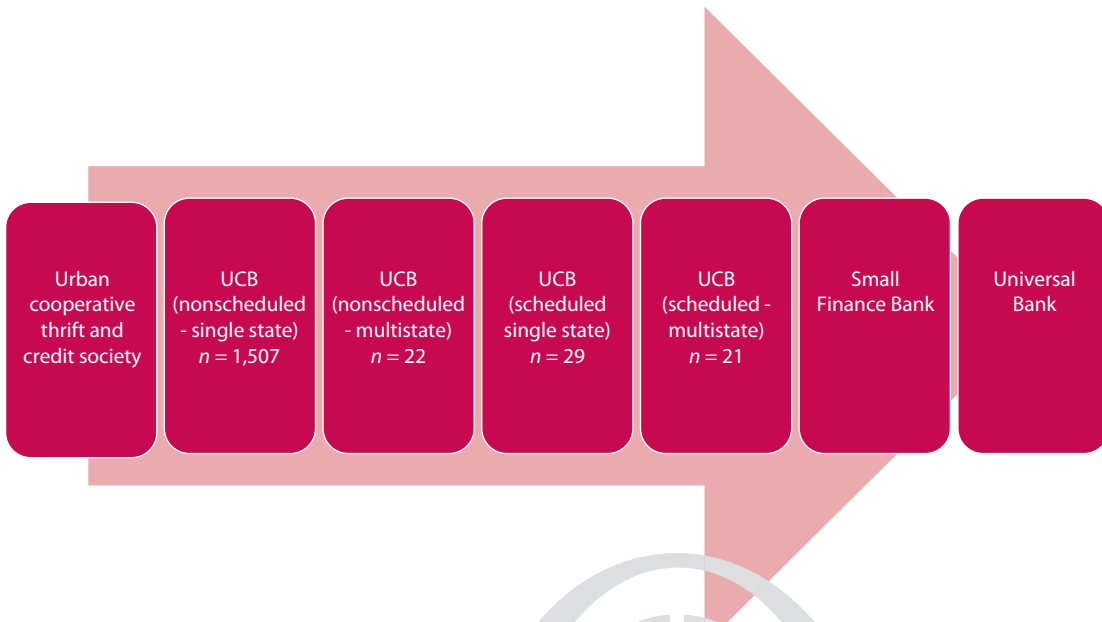 Urban
cooperative
thrift and
credit society
UCB
(nonscheduled
- single state)
n = 1,507
UCB
(nonscheduled
- multistate)
n = 22
UCB
(scheduled
single state)
n = 29
UCB
(scheduled -
multistate)
n = 21
Small
Finance Bank
Universal
Bank